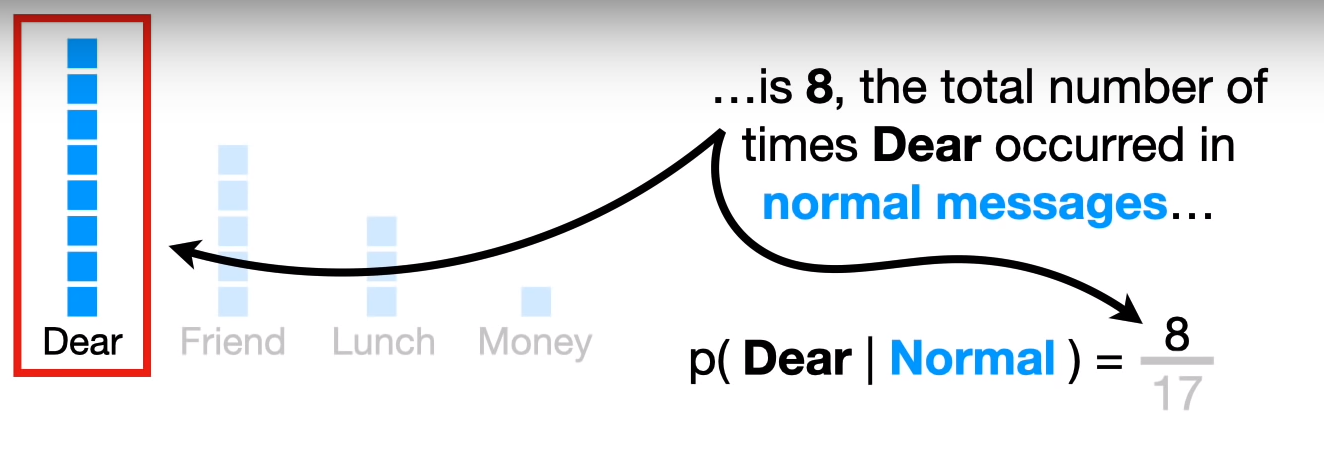 …is 8, the total number of
times Dear occurred in
normal messages…
Dear Friend Lunch Money
p( Dear | Normal ) = 8
17